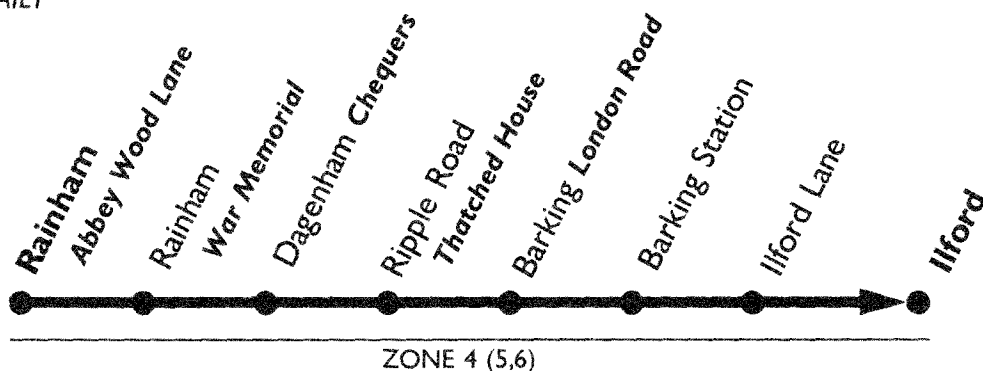 Rainham
Abbey Wood Lane
Rainham
War Memorial
Dagenham Chequers
Ripple Road
Thatched House
Barking London Road
Barking Station
Ilford Lane
Ilford
ZONE 4 (5,6)